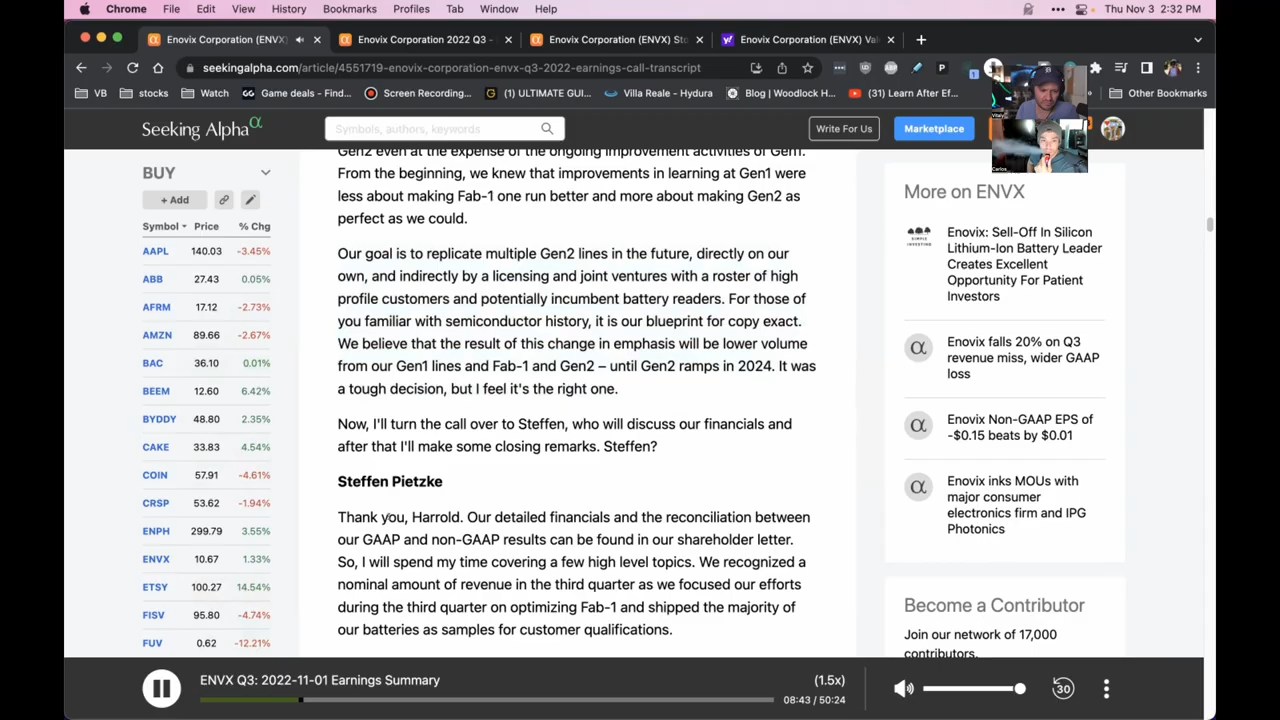 Chrome File Edit View History Bookmarks Profiles Tab Window Help
Thu Nov 3 2:32 PM
Enovix Corporation (ENVX)
Enovix Corporation 2022 Q3 -
Enovix Corporation (ENVX) Sto
Enovix Corporation (ENVX) Val
seekingalpha.com/article/4551719-enovix-corporation-envx-q3-2022-earnings-call-transcript
VB
stocks
Watch
Game deals - Find...
Screen Recording...
(1) ULTIMATE GUI...
Villa Reale - Hydura
Blog | Woodlock H...
(31) Learn After Ef...
Other Bookmarks
Vitaly
Carlos
Seeking Alpha α
Symbols, authors, keywords
Write For Us
Marketplace
BUY
+ Add
Symbol Price % Chg
AAPL 140.03 -3.45%
ABB 27.43 0.05%
AFRM 17.12 -2.73%
AMZN 89.66 -2.67%
BAC 36.10 0.01%
BEEM 12.60 6.42%
BYDDY 48.80 2.35%
CAKE 33.83 4.54%
COIN 57.91 -4.61%
CRSP 53.62 -1.94%
ENPH 299.79 3.55%
ENVX 10.67 1.33%
ETSY 100.27 14.54%
FISV 95.80 -4.74%
FUV 0.62 -12.21%
Gen2 even at the expense of the ongoing improvement activities of Gen1.
From the beginning, we knew that improvements in learning at Gen1 were
less about making Fab-1 one run better and more about making Gen2 as
perfect as we could.
Our goal is to replicate multiple Gen2 lines in the future, directly on our
own, and indirectly by a licensing and joint ventures with a roster of high
profile customers and potentially incumbent battery readers. For those of
you familiar with semiconductor history, it is our blueprint for copy exact.
We believe that the result of this change in emphasis will be lower volume
from our Gen1 lines and Fab-1 and Gen2 – until Gen2 ramps in 2024. It was
a tough decision, but I feel it's the right one.
Now, I'll turn the call over to Steffen, who will discuss our financials and
after that I'll make some closing remarks. Steffen?
Steffen Pietzke
Thank you, Harrold. Our detailed financials and the reconciliation between
our GAAP and non-GAAP results can be found in our shareholder letter.
So, I will spend my time covering a few high level topics. We recognized a
nominal amount of revenue in the third quarter as we focused our efforts
during the third quarter on optimizing Fab-1 and shipped the majority of
our batteries as samples for customer qualifications.
More on ENVX
Enovix: Sell-Off In Silicon
Lithium-Ion Battery Leader
Creates Excellent
Opportunity For Patient
Investors
Enovix falls 20% on Q3
revenue miss, wider GAAP
loss
Enovix Non-GAAP EPS of
-$0.15 beats by $0.01
Enovix inks MOUs with
major consumer
electronics firm and IPG
Photonics
Become a Contributor
Join our network of 17,000
contributors.
ENVX Q3: 2022-11-01 Earnings Summary
(1.5x)
08:43 / 50:24
30